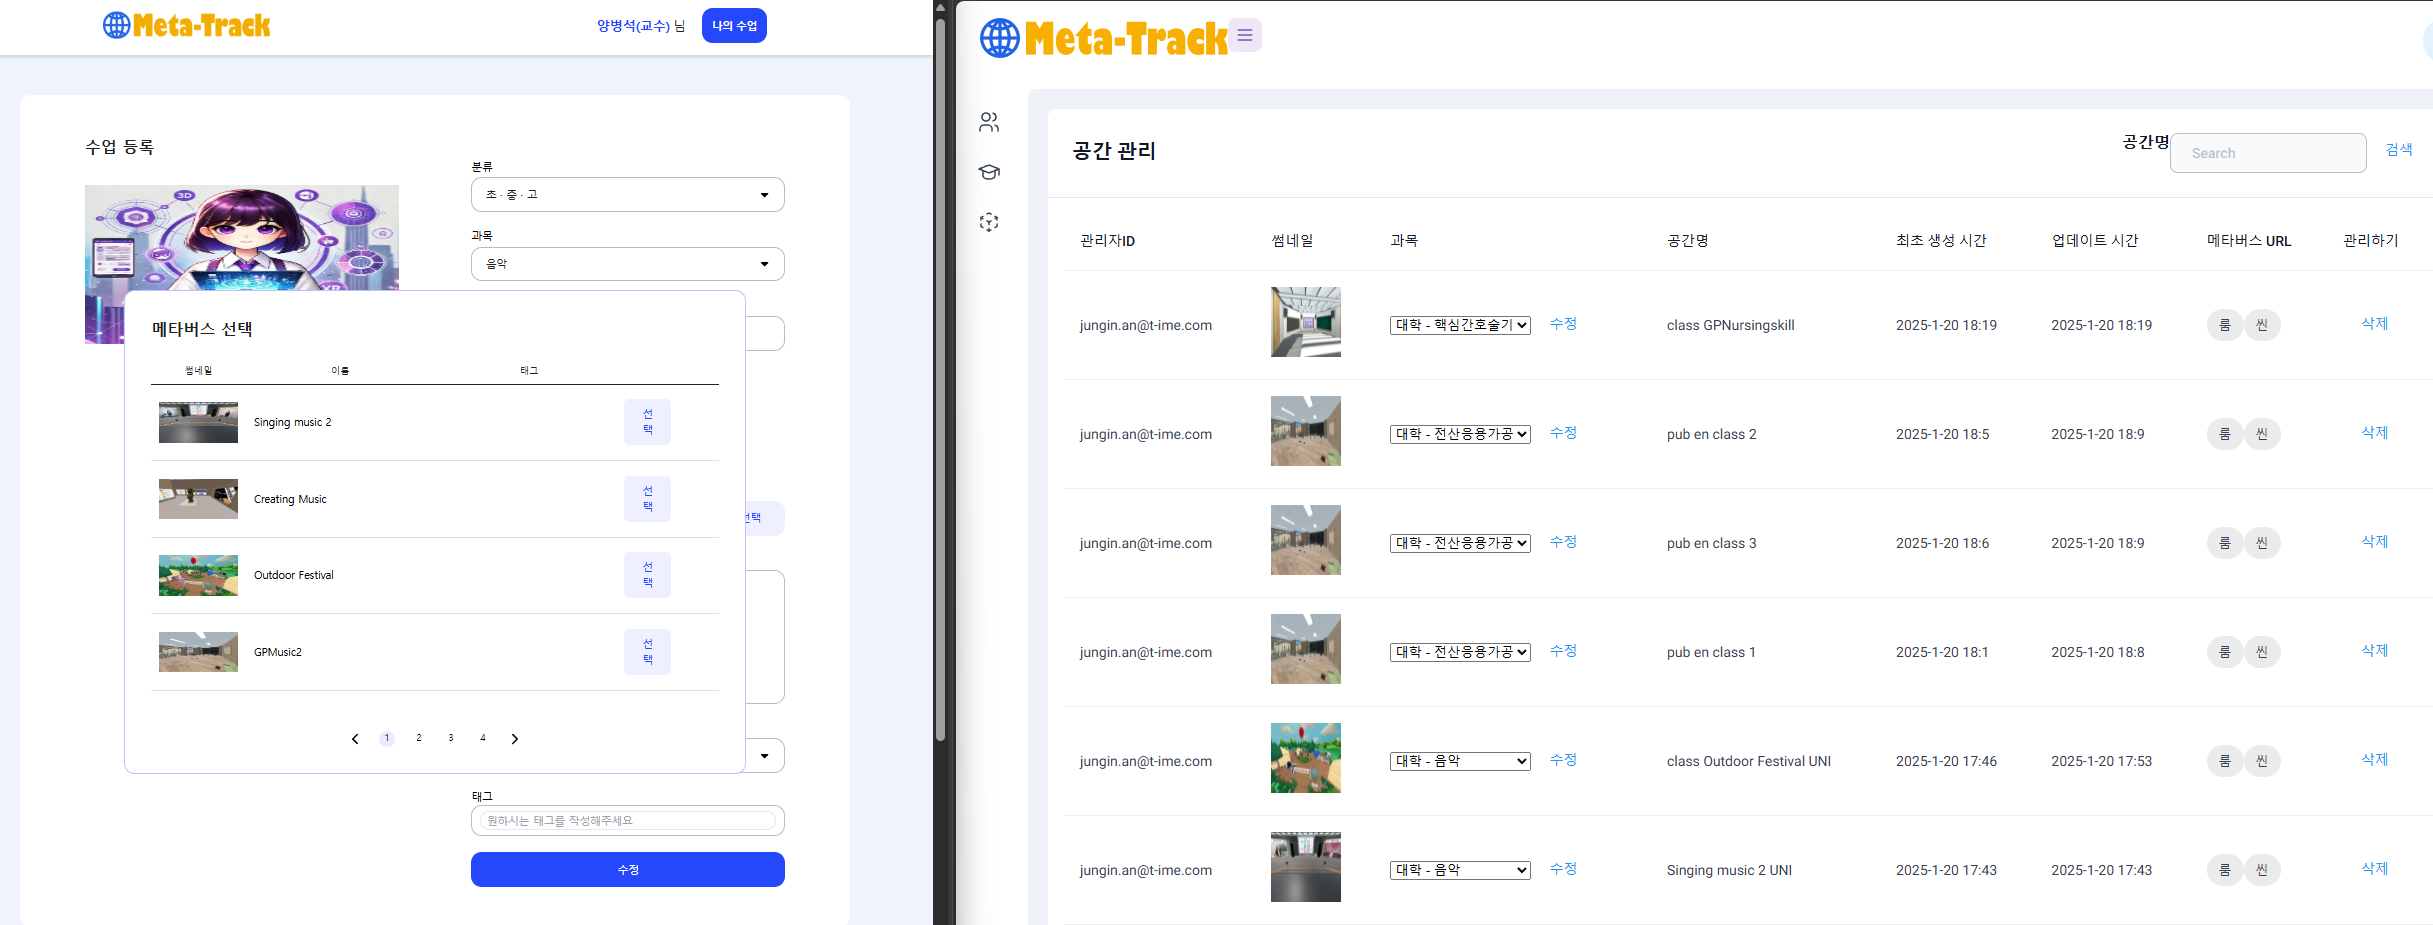 Meta-Track
양병석(교수) 님
나의 수업
수업 등록
분류
초 · 중 · 고
과목
음악
3D
XR
메타버스 선택
썸네일 이름 태그
Singing music 2
선
택
Creating Music
선
택
Outdoor Festival
선
택
GPMusic2
선
택
1 2 3 4
선택
태그
원하시는 태그를 작성해주세요
수정
Meta-Track
공간 관리
공간명
Search
검색
관리자ID 썸네일 과목 공간명 최초 생성 시간 업데이트 시간 메타버스 URL 관리하기
jungin.an@t-ime.com 대학 - 핵심간호술기 수정 class GPNursingskill 2025-1-20 18:19 2025-1-20 18:19 룸 씬 삭제
jungin.an@t-ime.com 대학 - 전산응용가공 수정 pub en class 2 2025-1-20 18:5 2025-1-20 18:9 룸 씬 삭제
jungin.an@t-ime.com 대학 - 전산응용가공 수정 pub en class 3 2025-1-20 18:6 2025-1-20 18:9 룸 씬 삭제
jungin.an@t-ime.com 대학 - 전산응용가공 수정 pub en class 1 2025-1-20 18:1 2025-1-20 18:8 룸 씬 삭제
jungin.an@t-ime.com 대학 - 음악 수정 class Outdoor Festival UNI 2025-1-20 17:46 2025-1-20 17:53 룸 씬 삭제
jungin.an@t-ime.com 대학 - 음악 수정 Singing music 2 UNI 2025-1-20 17:43 2025-1-20 17:43 룸 씬 삭제